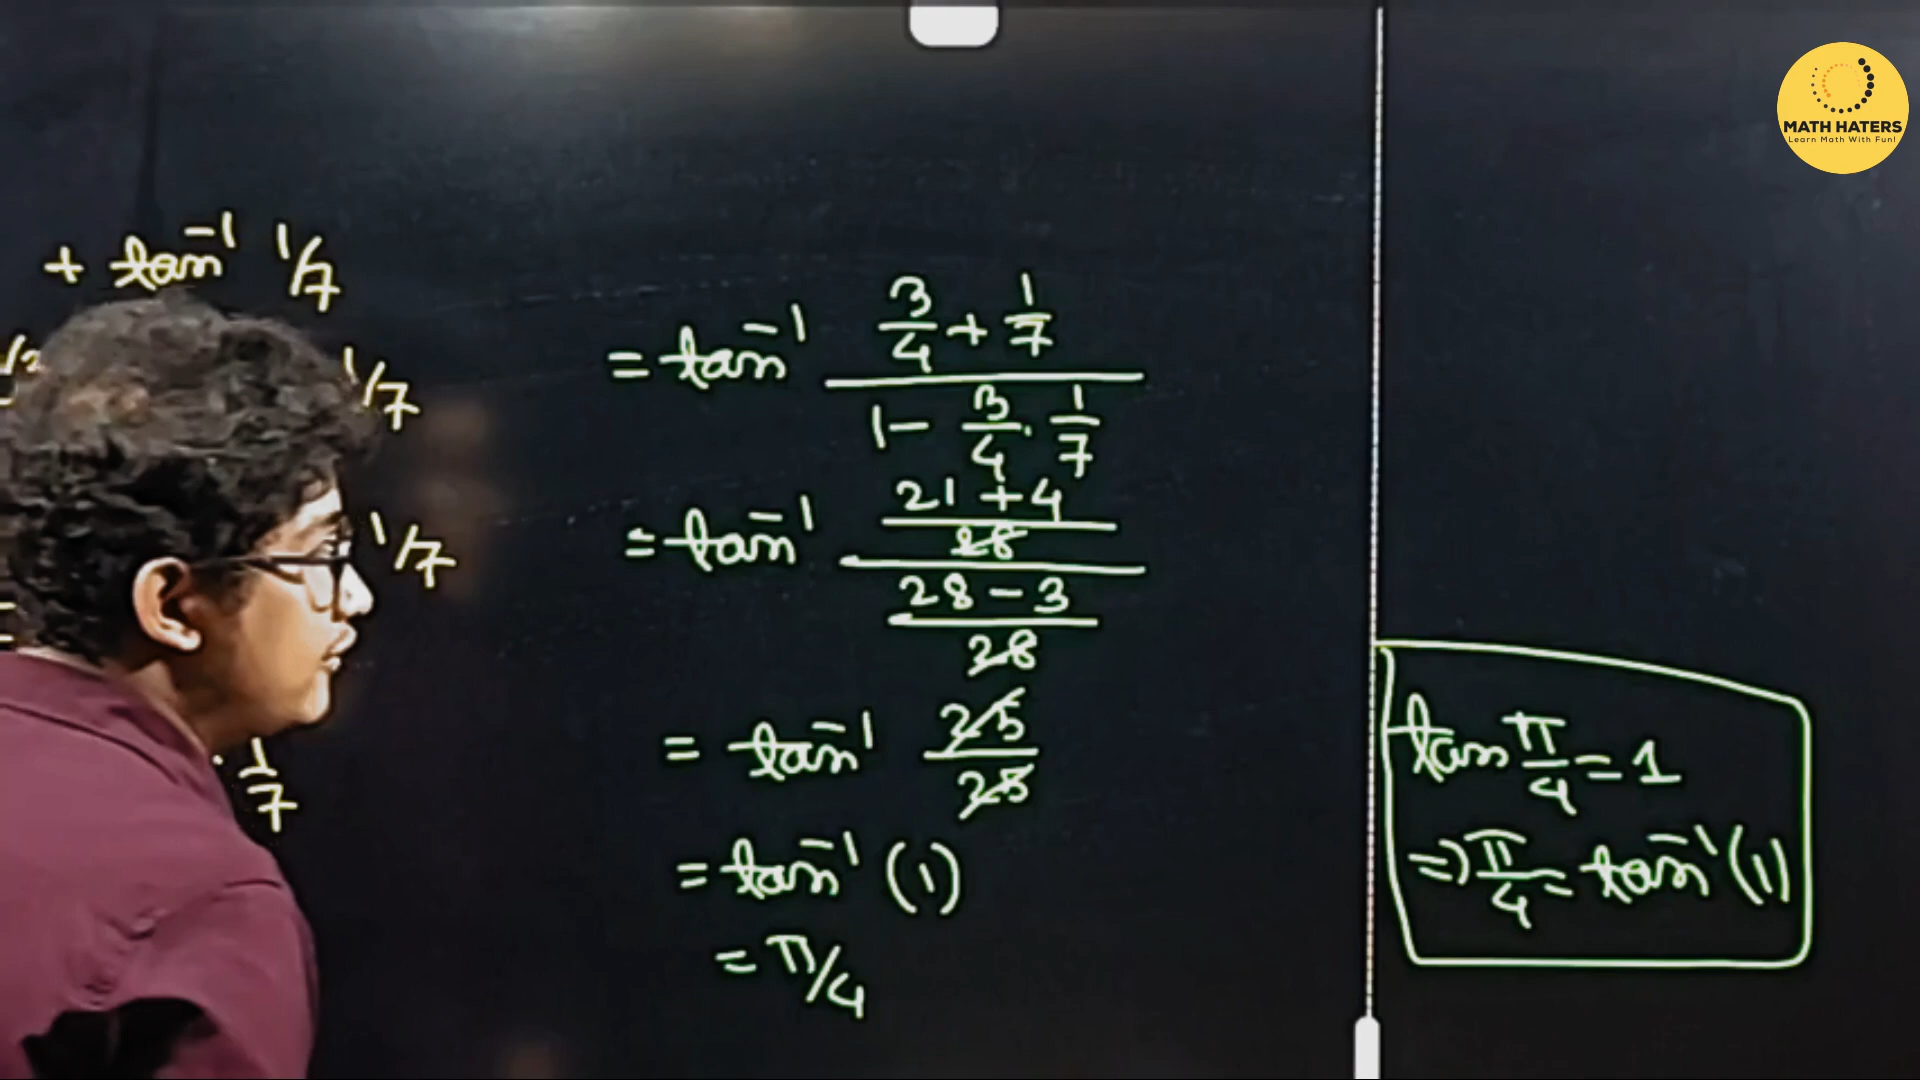 MATH HATERS
Learn Math With Fun!
+ tan⁻¹ 1/7
1/7
1/7
· 1/7
= tan⁻¹ (3/4 + 1/7) / (1 - 3/4 · 1/7)
= tan⁻¹ ((21 + 4)/28) / ((28 - 3)/28)
= tan⁻¹ 25/25
= tan⁻¹ (1)
= π/4
tan π/4 = 1
⇒ π/4 = tan⁻¹ (1)